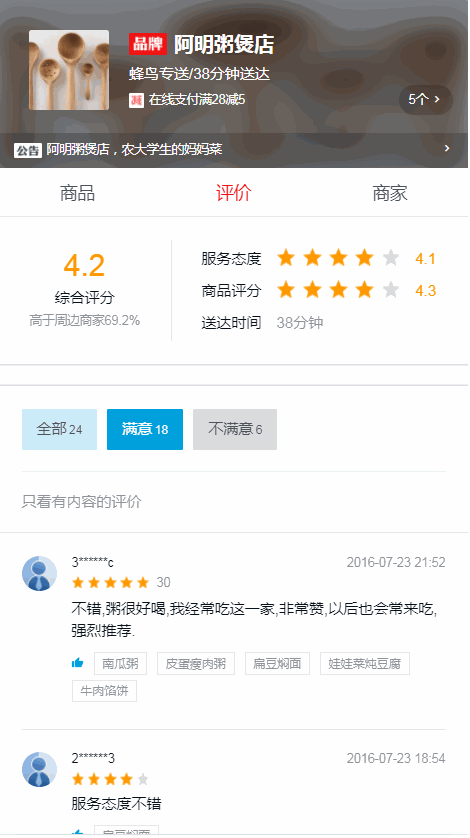 品牌 阿明粥煲店
蜂鸟专送/38分钟送达
减 在线支付满28减5
5个 >
公告 阿明粥煲店，农大学生的妈妈菜 >
商品 评价 商家
4.2
综合评分
高于周边商家69.2%
服务态度 4.1
商品评分 4.3
送达时间 38分钟
全部 24 满意 18 不满意 6
只看有内容的评价
3******c 2016-07-23 21:52
30
不错,粥很好喝,我经常吃这一家,非常赞,以后也会常来吃,
强烈推荐.
南瓜粥 皮蛋瘦肉粥 扁豆焖面 娃娃菜炖豆腐
牛肉馅饼
2******3 2016-07-23 18:54
服务态度不错
扁豆焖面